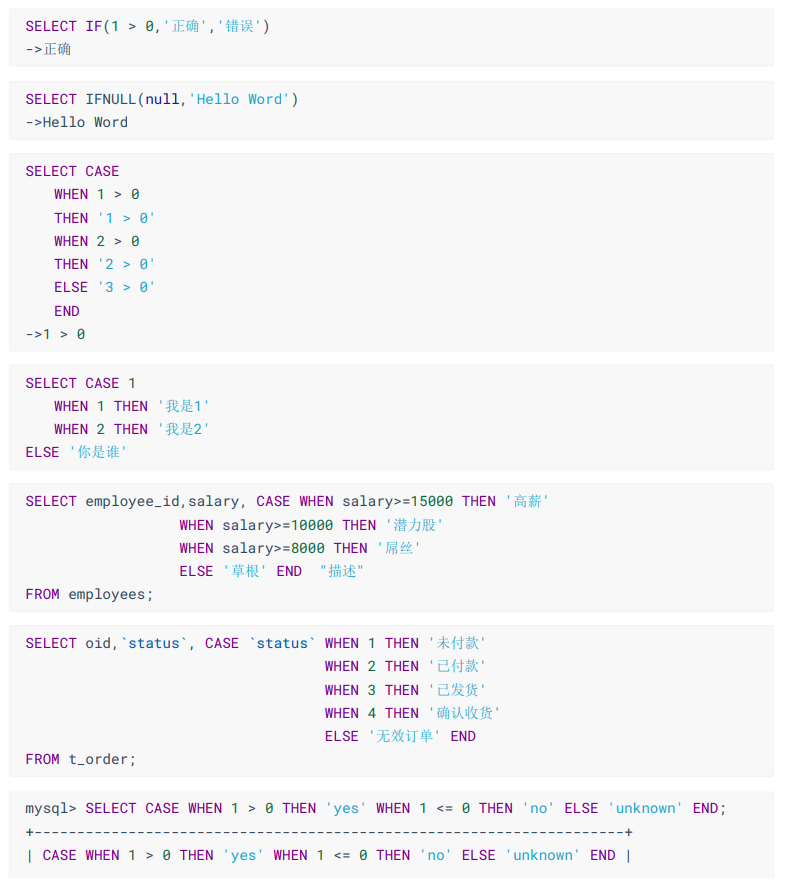 SELECT IF(1 > 0,'正确','错误')
->正确
SELECT IFNULL(null,'Hello Word')
->Hello Word
SELECT CASE
WHEN 1 > 0
THEN '1 > 0'
WHEN 2 > 0
THEN '2 > 0'
ELSE '3 > 0'
END
->1 > 0
SELECT CASE 1
WHEN 1 THEN '我是1'
WHEN 2 THEN '我是2'
ELSE '你是谁'
SELECT employee_id,salary, CASE WHEN salary>=15000 THEN '高薪'
WHEN salary>=10000 THEN '潜力股'
WHEN salary>=8000 THEN '屌丝'
ELSE '草根' END "描述"
FROM employees;
SELECT oid,`status`, CASE `status` WHEN 1 THEN '未付款'
WHEN 2 THEN '已付款'
WHEN 3 THEN '已发货'
WHEN 4 THEN '确认收货'
ELSE '无效订单' END
FROM t_order;
mysql> SELECT CASE WHEN 1 > 0 THEN 'yes' WHEN 1 <= 0 THEN 'no' ELSE 'unknown' END;
+---------------------------------------------------------------------+
| CASE WHEN 1 > 0 THEN 'yes' WHEN 1 <= 0 THEN 'no' ELSE 'unknown' END |